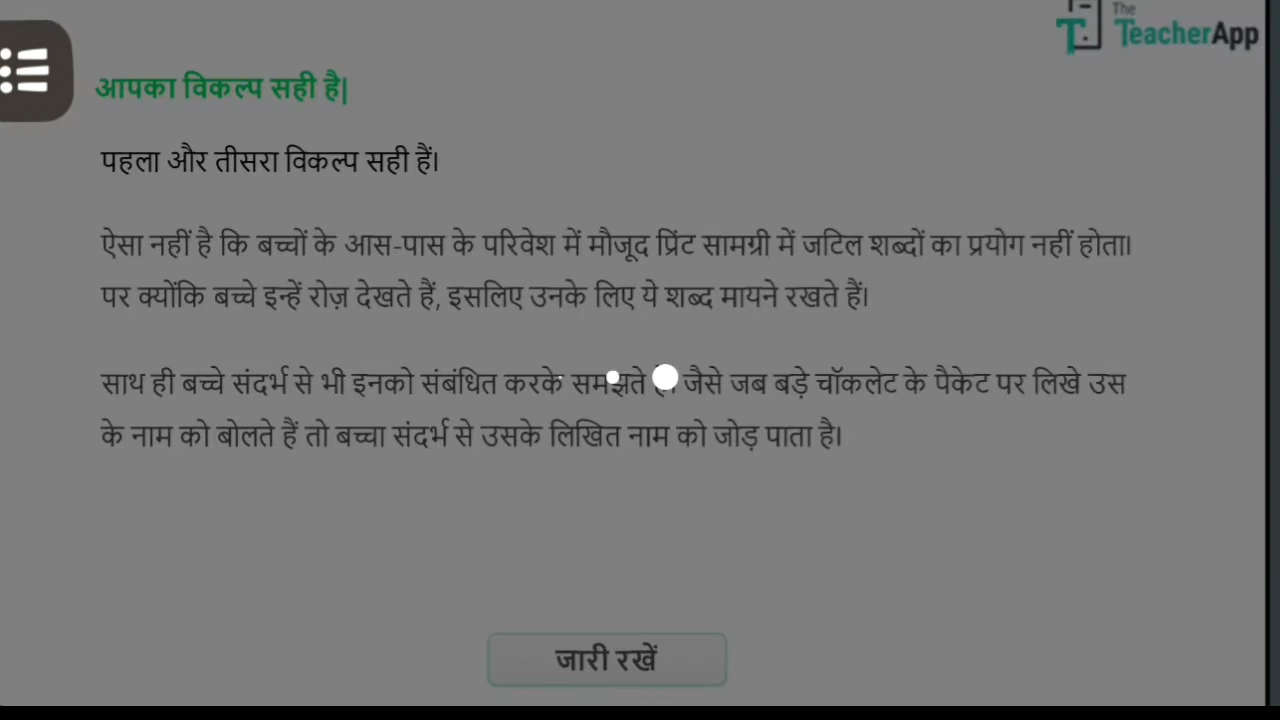 The
TeacherApp
आपका विकल्प सही है|
पहला और तीसरा विकल्प सही हैं।
ऐसा नहीं है कि बच्चों के आस-पास के परिवेश में मौजूद प्रिंट सामग्री में जटिल शब्दों का प्रयोग नहीं होता।
पर क्योंकि बच्चे इन्हें रोज़ देखते हैं, इसलिए उनके लिए ये शब्द मायने रखते हैं।
साथ ही बच्चे संदर्भ से भी इनको संबंधित करके समझते जैसे जब बड़े चॉकलेट के पैकेट पर लिखे उस
के नाम को बोलते हैं तो बच्चा संदर्भ से उसके लिखित नाम को जोड़ पाता है।
जारी रखें